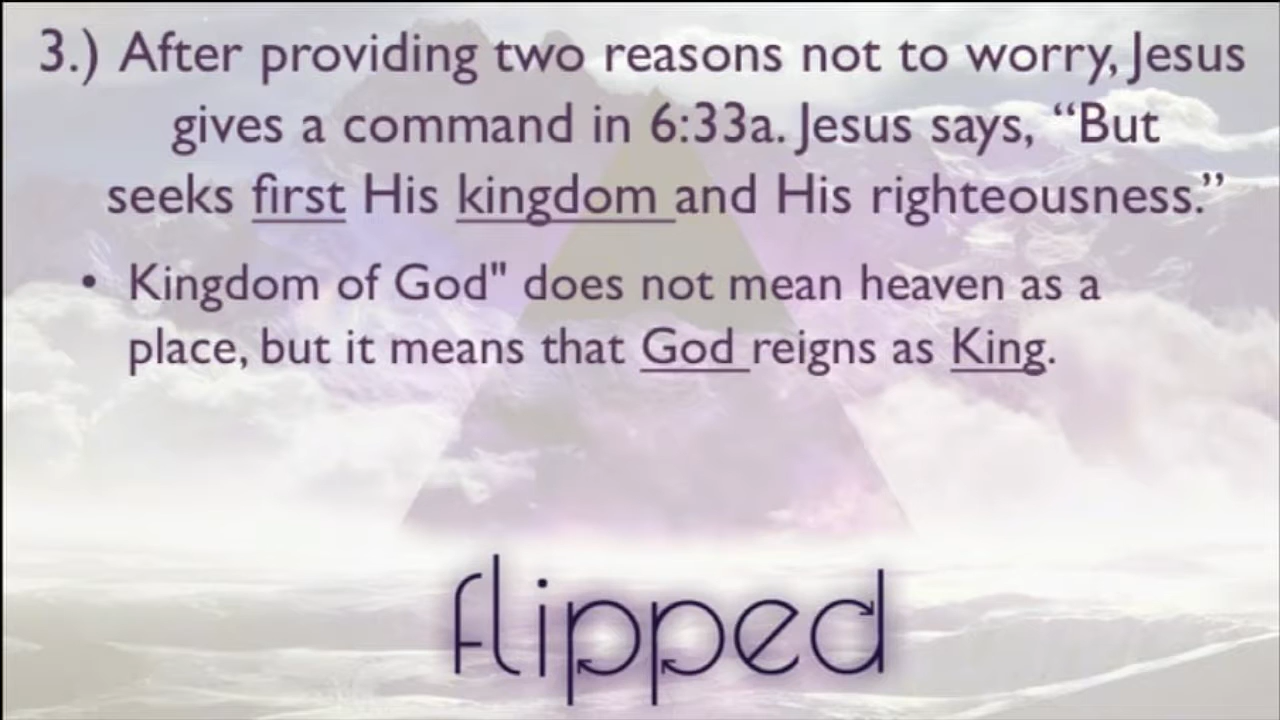 3.) After providing two reasons not to worry, Jesus
gives a command in 6:33a. Jesus says, “But
seeks first His kingdom and His righteousness.”
• Kingdom of God" does not mean heaven as a
place, but it means that God reigns as King.
flipped